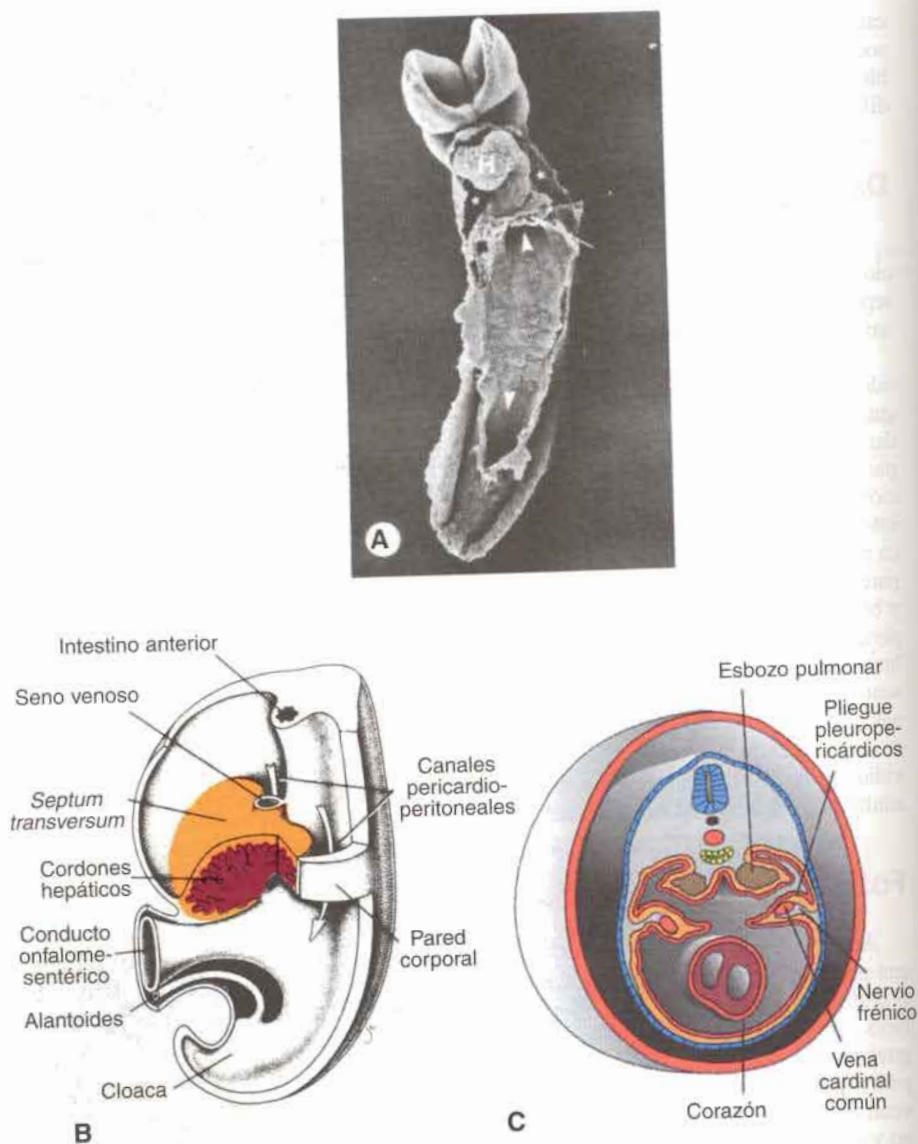 H
A
Intestino anterior
Seno venoso
Septum
transversum
Cordones
hepáticos
Conducto
onfalome-
sentérico
Alantoides
Cloaca
Canales
pericardio-
peritoneales
Pared
corporal
B
Esbozo pulmonar
Pliegue
pleurope-
ricárdicos
Nervio
frénico
Vena
cardinal
común
Corazón
C